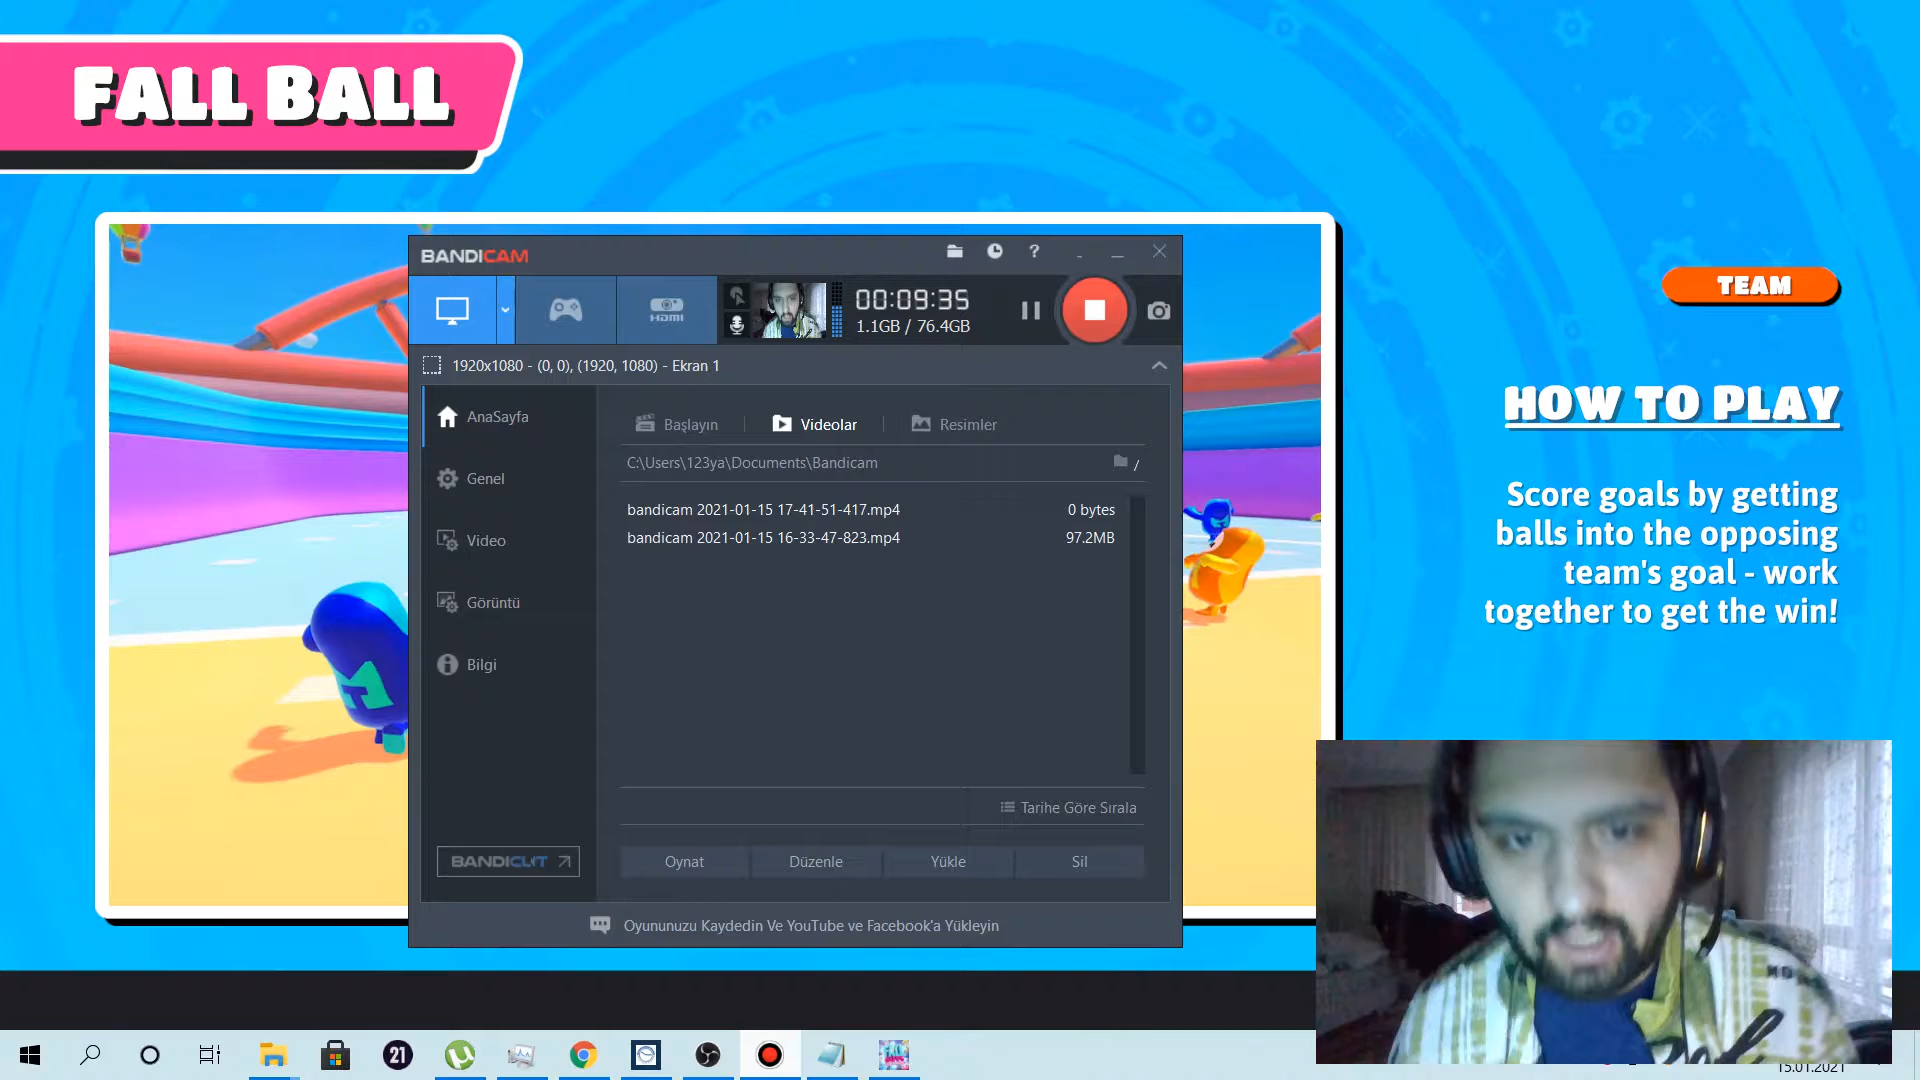 FALL BALL
BANDICAM
?
HDMI
00:09:35
1.1GB / 76.4GB
1920x1080 - (0, 0), (1920, 1080) - Ekran 1
AnaSayfa
Genel
Video
Görüntü
Bilgi
BANDICUT
Başlayın
Videolar
Resimler
C:\Users\123ya\Documents\Bandicam
/
bandicam 2021-01-15 17-41-51-417.mp4 0 bytes
bandicam 2021-01-15 16-33-47-823.mp4 97.2MB
Tarihe Göre Sırala
Oynat
Düzenle
Yükle
Sil
Oyununuzu Kaydedin Ve YouTube ve Facebook'a Yükleyin
TEAM
HOW TO PLAY
Score goals by getting
balls into the opposing
team's goal - work
together to get the win!
21
15.01.2021